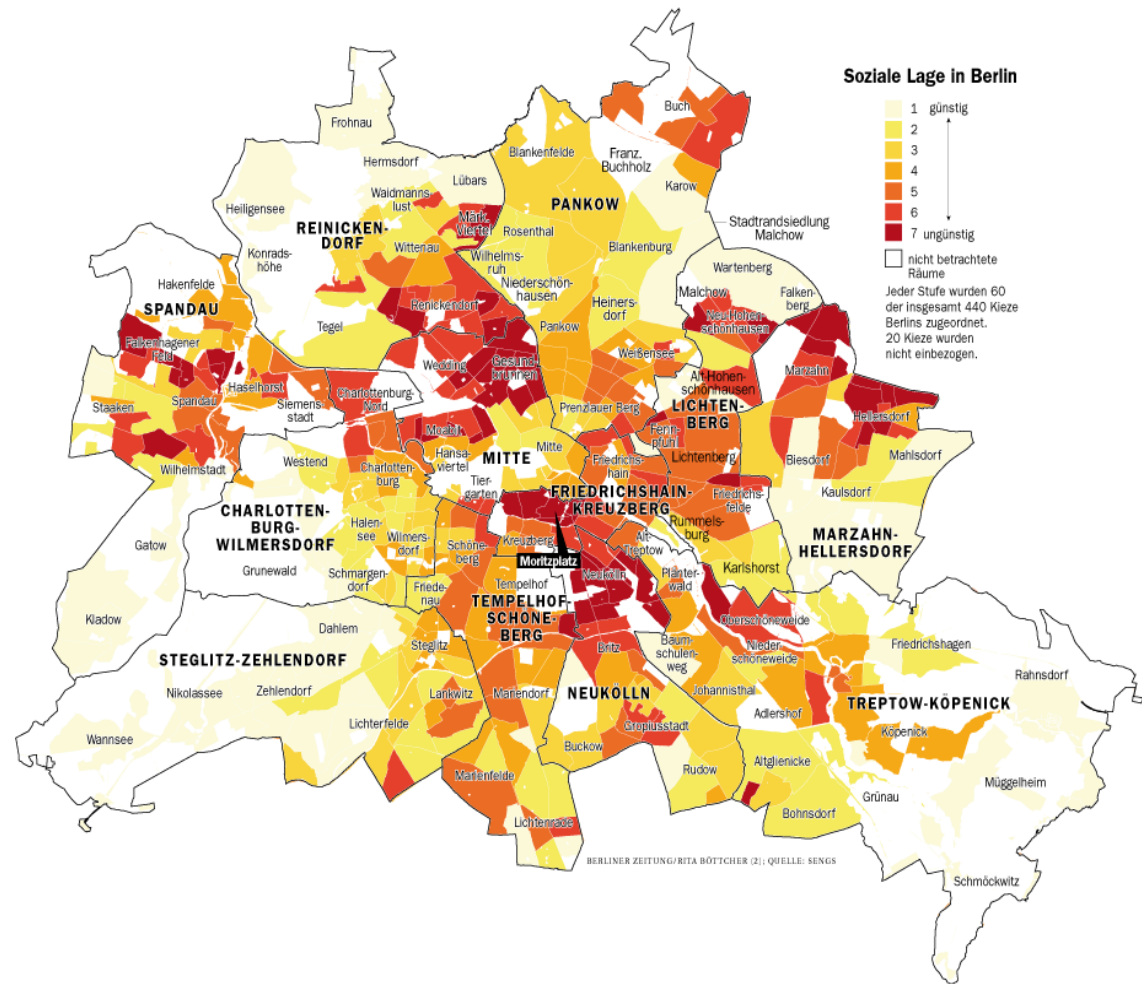 Soziale Lage in Berlin
1 günstig
2
3
4
5
6
7 ungünstig
nicht betrachtete
Räume
Jeder Stufe wurden 60
der insgesamt 440 Kieze
Berlins zugeordnet.
20 Kieze wurden
nicht einbezogen.
Frohnau
Hermsdorf
Waidmanns-
lust
Lübars
Heiligensee
REINICKEN-
DORF
Märk.
Viertel
Wittenau
Konrads-
höhe
Tegel
Renickendorf
Blankenfelde
Franz.
Buchholz
Buch
Karow
PANKOW
Rosenthal
Wilhelms-
ruh
Niederschön-
hausen
Blankenburg
Heiners-
dorf
Pankow
Weißensee
Prenzlauer Berg
Stadtrandsiedlung
Malchow
Wartenberg
Malchow
Falken-
berg
Neu Hohen-
schönhausen
Alt-Hohen-
schönhausen
LICHTEN-
BERG
Fenn-
pfuhl
Lichtenberg
Friedrichs-
felde
Rummels-
burg
Karlshorst
Marzahn
Hellersdorf
Biesdorf
Mahlsdorf
Kaulsdorf
MARZAHN-
HELLERSDORF
Hakenfelde
SPANDAU
Falkenhagener
Feld
Haselhorst
Spandau
Siemens-
stadt
Staaken
Wilhelmstadt
Gatow
Kladow
Wedding
Gesund-
brunnen
Moabit
Hansa-
viertel
MITTE
Mitte
Tier-
garten
Charlottenburg-
Nord
Westend
Charlotten-
burg
CHARLOTTEN-
BURG-
WILMERSDORF
Halen-
see
Wilmers-
dorf
Grunewald
Schmargen-
dorf
Friedrichs-
hain
FRIEDRICHSHAIN-
KREUZBERG
Kreuzberg
Moritzplatz
Schöne-
berg
Friede-
nau
Tempelhof
TEMPELHOF-
SCHÖNE-
BERG
Mariendorf
Marienfelde
Lichtenrade
Neukölln
Britz
NEUKÖLLN
Gropiusstadt
Buckow
Rudow
Dahlem
STEGLITZ-ZEHLENDORF
Steglitz
Nikolassee
Zehlendorf
Lankwitz
Lichterfelde
Wannsee
Alt-
Treptow
Plänter-
wald
Baum-
schulen-
weg
Oberschöneweide
Nieder
schöneweide
Johannisthal
Adlershof
Altglienicke
Bohnsdorf
Grünau
Friedrichshagen
Rahnsdorf
TREPTOW-KÖPENICK
Köpenick
Müggelheim
Schmöckwitz
BERLINER ZEITUNG/RITA BÖTTCHER (2); QUELLE: SENGS